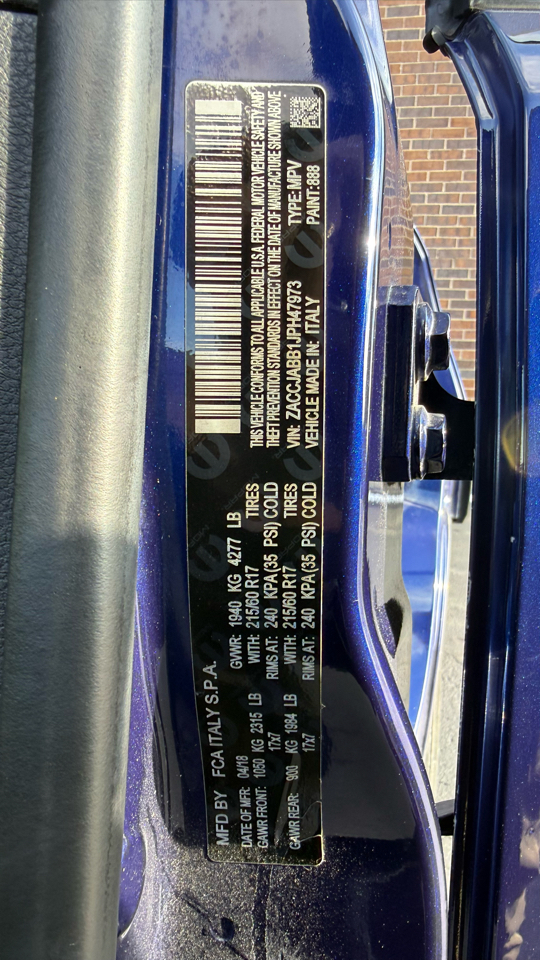 MFD BY FCA ITALY S.P.A.
DATE OF MFR: 04/18 GVWR: 1940 KG 4277 LB
GAWR FRONT: 1050 KG 2315 LB WITH: 215/60 R17 TIRES
17x7 RIMS AT: 240 KPA(35 PSI) COLD
GAWR REAR: 900 KG 1984 LB WITH: 215/60 R17 TIRES
17x7 RIMS AT: 240 KPA(35 PSI) COLD
THIS VEHICLE CONFORMS TO ALL APPLICABLE U.S.A. FEDERAL MOTOR VEHICLE SAFETY AND
THEFT PREVENTION STANDARDS IN EFFECT ON THE DATE OF MANUFACTURE SHOWN ABOVE
VIN: ZACCJABB1JPH47973 TYPE: MPV
VEHICLE MADE IN: ITALY PAINT: 888